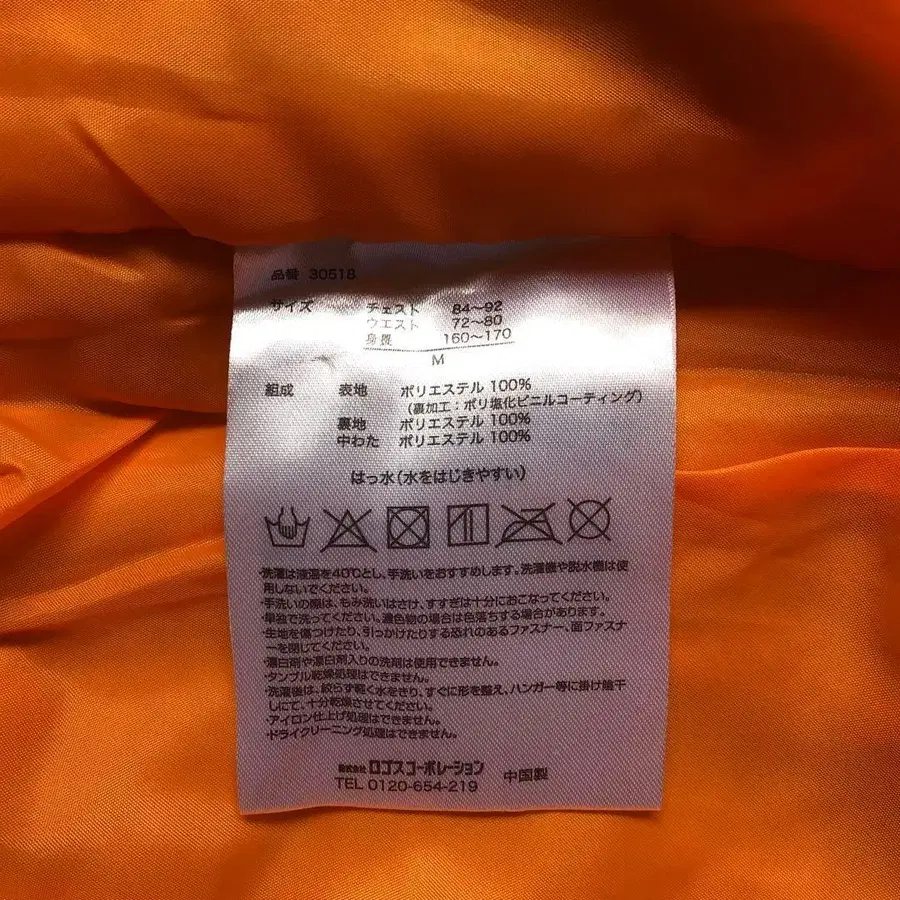 品番 30518
サイズ チェスト 84～92
ウエスト 72～80
身長 160～170
M
組成 表地 ポリエステル 100%
（裏加工：ポリ塩化ビニルコーティング）
裏地 ポリエステル 100%
中わた ポリエステル 100%
はっ水（水をはじきやすい）
・洗濯は液温を40℃とし、手洗いをおすすめします。洗濯機や脱水機は使
用しないでください。
・手洗いの際は、もみ洗いはさけ、すすぎは十分におこなってください。
・単独で洗ってください。濃色物の場合は色落ちする場合があります。
・生地を傷つけたり、引っかけたりする恐れのあるファスナー、面ファスナ
ーを閉じてください。
・漂白剤や漂白剤入りの洗剤は使用できません。
・タンブル乾燥処理はできません。
・洗濯後は、絞らず軽く水をきり、すぐに形を整え、ハンガー等に掛け陰干
しにて、十分乾燥させてください。
・アイロン仕上げ処理はできません。
・ドライクリーニング処理はできません。
株式会社 ロゴスコーポレーション 中国製
TEL 0120-654-219